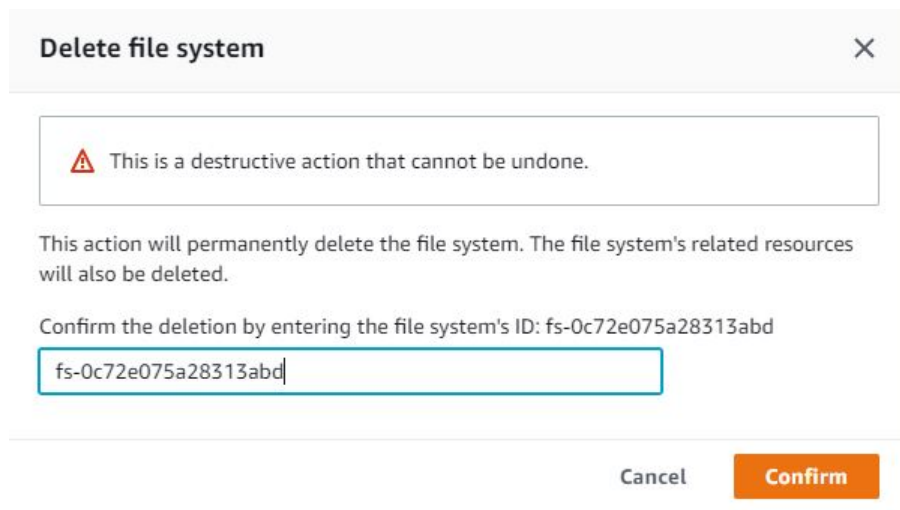 Delete file system
This is a destructive action that cannot be undone.
This action will permanently delete the file system. The file system's related resources
will also be deleted.
Confirm the deletion by entering the file system's ID: fs-0c72e075a28313abd
fs-0c72e075a28313abd
Cancel
Confirm